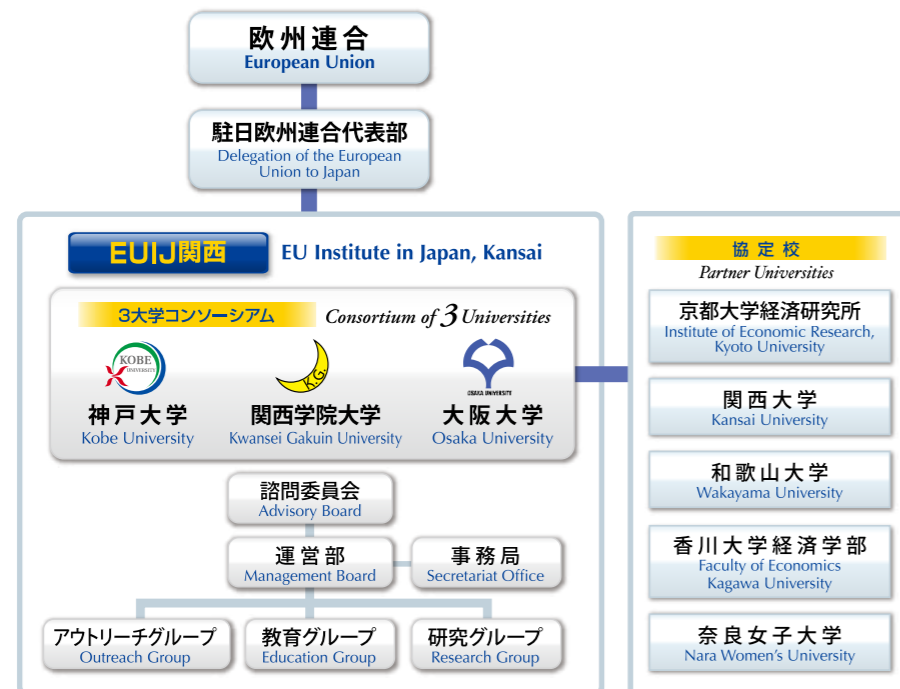 欧州連合
European Union
駐日欧州連合代表部
Delegation of the European
Union to Japan
EUIJ関西
EU Institute in Japan, Kansai
3大学コンソーシアム
Consortium of 3 Universities
KOBE
UNIVERSITY
神戸大学
Kobe University
K.G.
関西学院大学
Kwansei Gakuin University
OSAKA UNIVERSITY
大阪大学
Osaka University
諮問委員会
Advisory Board
運営部
Management Board
事務局
Secretariat Office
アウトリーチグループ
Outreach Group
教育グループ
Education Group
研究グループ
Research Group
協定校
Partner Universities
京都大学経済研究所
Institute of Economic Research,
Kyoto University
関西大学
Kansai University
和歌山大学
Wakayama University
香川大学経済学部
Faculty of Economics
Kagawa University
奈良女子大学
Nara Women's University